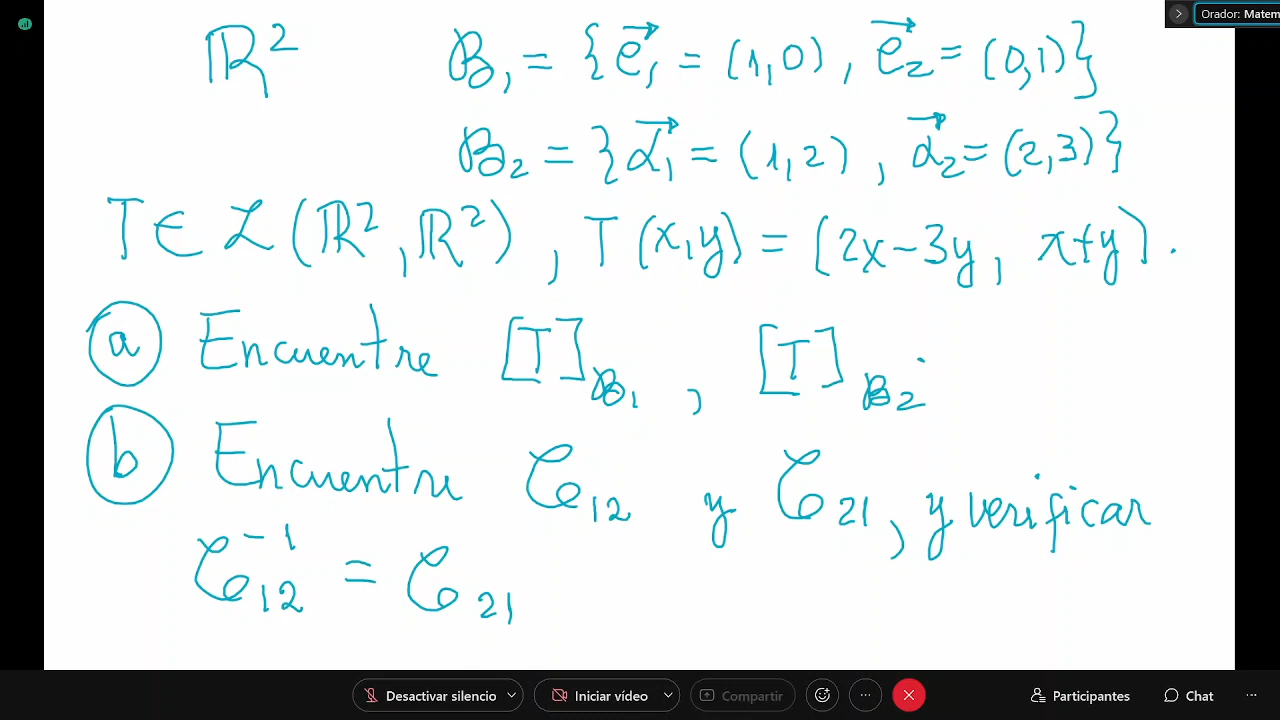 Orador: Matem
ℝ² 𝓑₁ = {e⃗₁ = (1,0), e⃗₂ = (0,1)}
𝓑₂ = {α⃗₁ = (1,2), α⃗₂ = (2,3)}
T ∈ 𝓛(ℝ², ℝ²), T(x,y) = (2x-3y, x+y).
ⓐ Encuentre [T]𝓑₁, [T]𝓑₂.
ⓑ Encuentre 𝒞₁₂ y 𝒞₂₁, y verificar
𝒞₁₂⁻¹ = 𝒞₂₁
Desactivar silencio Iniciar vídeo Compartir Participantes Chat